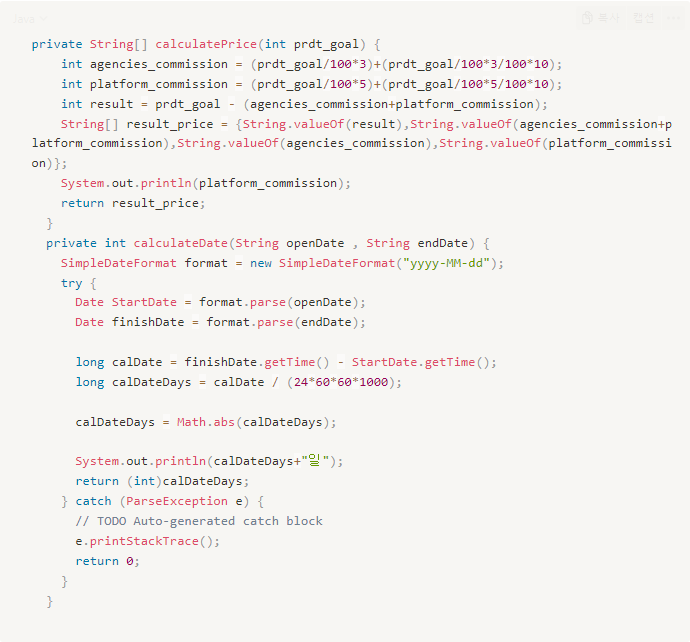 Java
복사 캡션
private String[] calculatePrice(int prdt_goal) {
int agencies_commission = (prdt_goal/100*3)+(prdt_goal/100*3/100*10);
int platform_commission = (prdt_goal/100*5)+(prdt_goal/100*5/100*10);
int result = prdt_goal - (agencies_commission+platform_commission);
String[] result_price = {String.valueOf(result),String.valueOf(agencies_commission+p
latform_commission),String.valueOf(agencies_commission),String.valueOf(platform_commissi
on)};
System.out.println(platform_commission);
return result_price;
}
private int calculateDate(String openDate , String endDate) {
SimpleDateFormat format = new SimpleDateFormat("yyyy-MM-dd");
try {
Date StartDate = format.parse(openDate);
Date finishDate = format.parse(endDate);
long calDate = finishDate.getTime() - StartDate.getTime();
long calDateDays = calDate / (24*60*60*1000);
calDateDays = Math.abs(calDateDays);
System.out.println(calDateDays+"일");
return (int)calDateDays;
} catch (ParseException e) {
// TODO Auto-generated catch block
e.printStackTrace();
return 0;
}
}